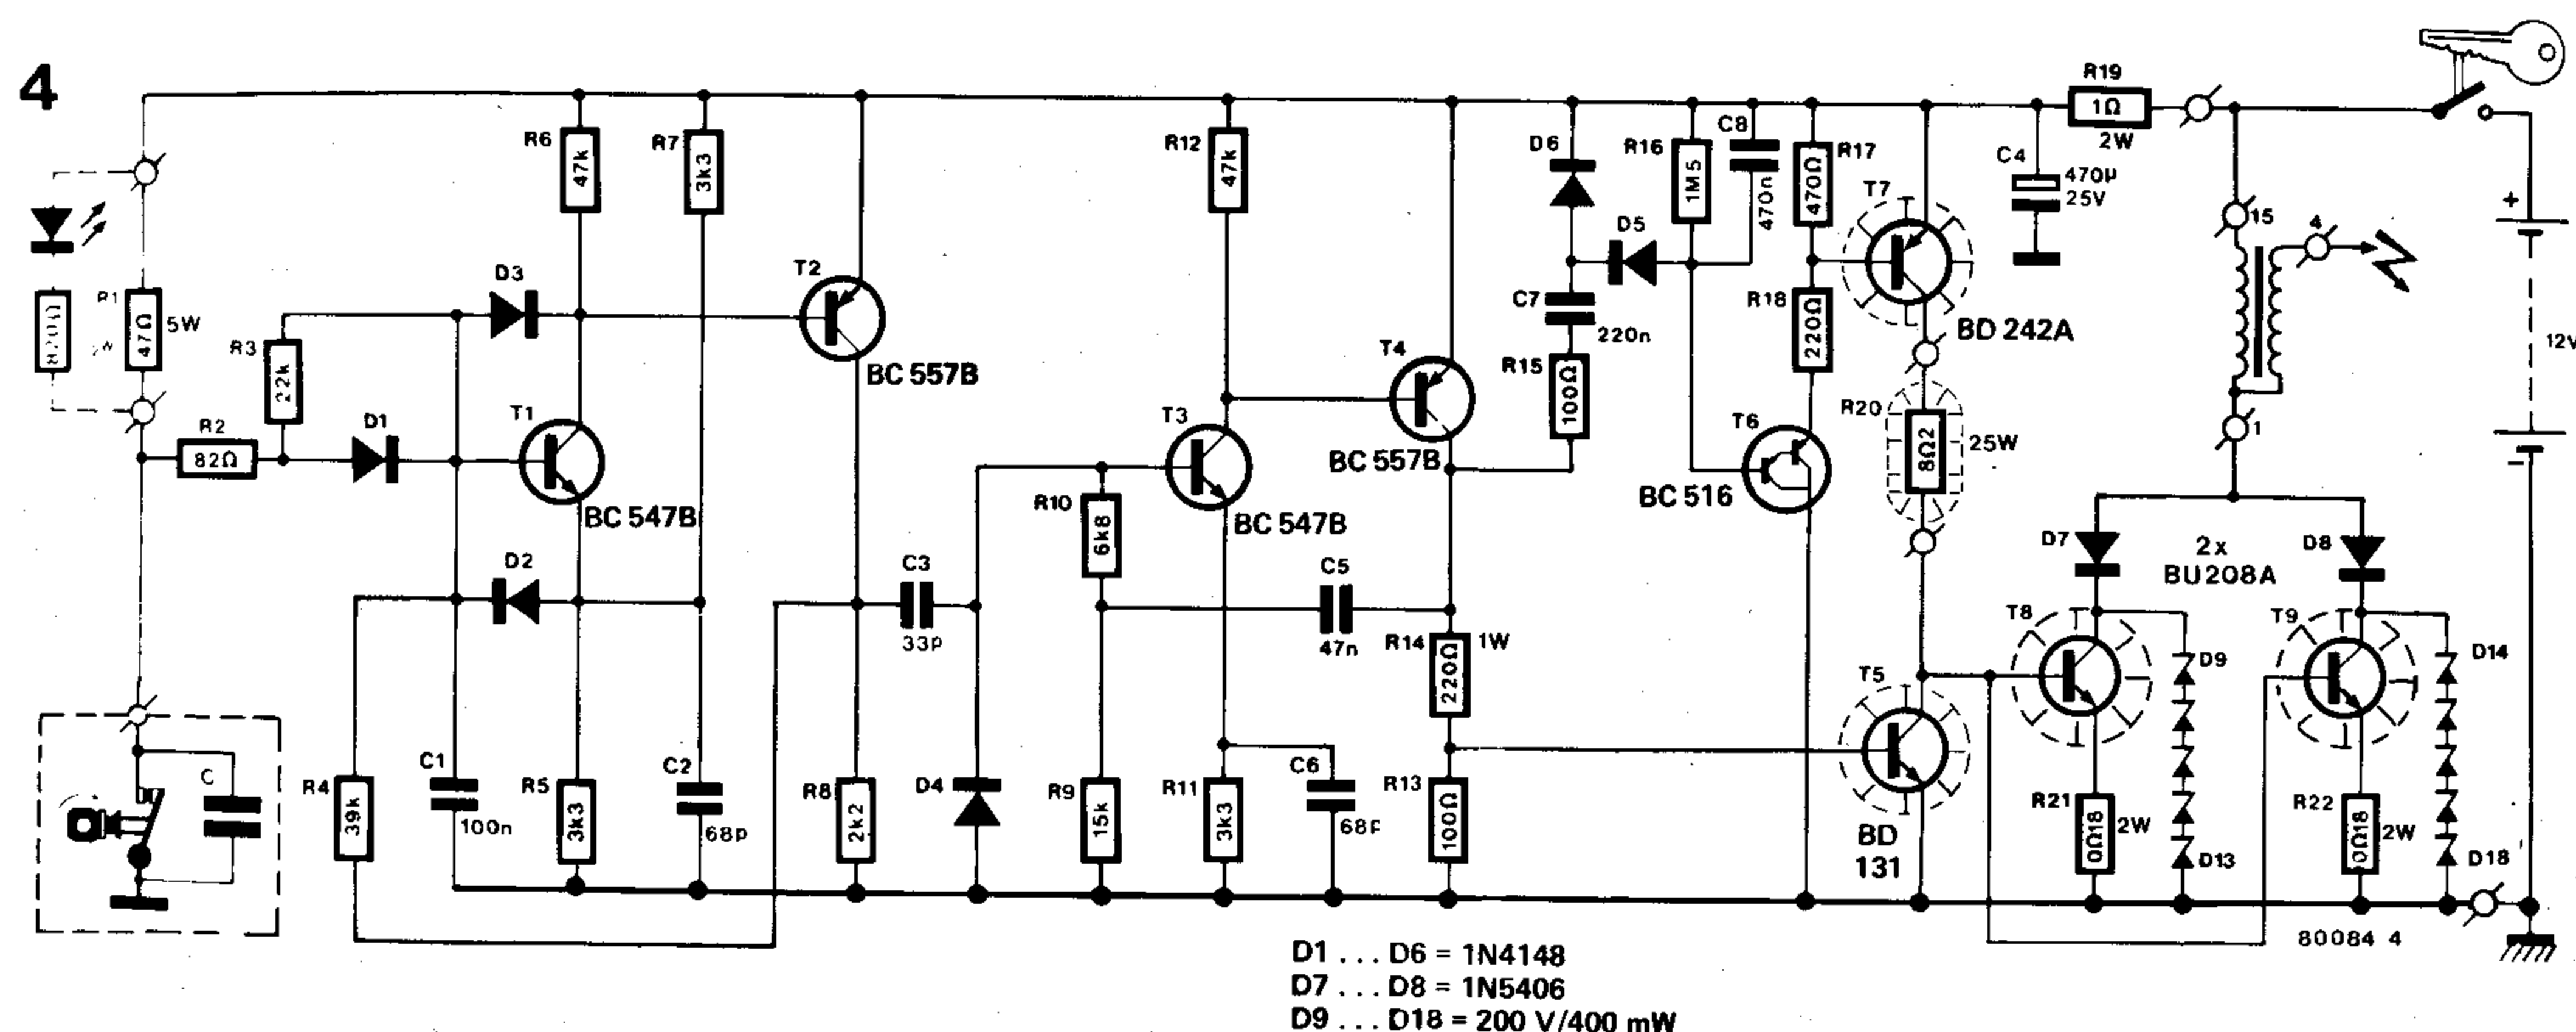 4
R1
47Ω
5W
820Ω
R2
82Ω
R3
22k
D1
D3
R6
47k
R7
3k3
T1
BC 547B
T2
BC 557B
D2
R4
39k
C1
100n
R5
3k3
C2
68p
C
R8
2k2
C3
33p
D4
R9
15k
R10
6k8
R11
3k3
C6
R12
47k
T3
BC 547B
T4
BC 557B
C5
47n
R14
220Ω
1W
R13
100Ω
D6
D5
C7
220n
R15
100Ω
R16
1M5
C8
470n
R17
470Ω
R18
220Ω
T6
BC 516
T7
BD 242A
R20
8Ω2
25W
T5
BD
131
C4
470µ
25V
R19
1Ω
2W
15
4
1
+
12V
−
D7
D8
2x
BU208A
T8
T9
D9
D13
D14
D18
R21
0Ω18
2W
R22
0Ω18
2W
80084 4
D1 . . . D6 = 1N4148
D7 . . . D8 = 1N5406
D9 . . . D18 = 200 V/400 mW